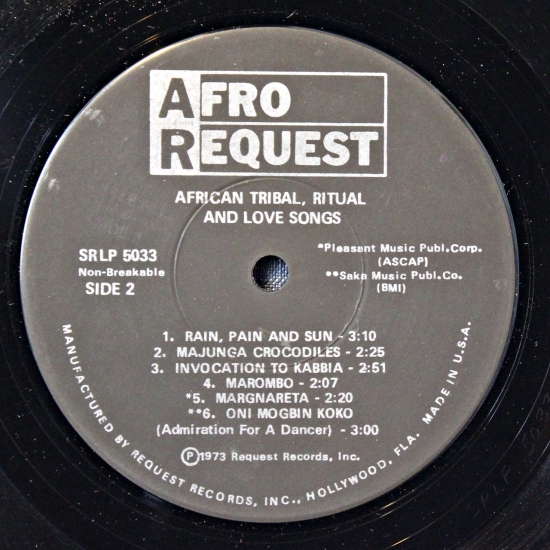 AFRO
REQUEST
AFRICAN TRIBAL, RITUAL
AND LOVE SONGS
SRLP 5033
Non-Breakable
SIDE 2
*Pleasant Music Publ.Corp.
(ASCAP)
**Saka Music Publ.Co.
(BMI)
1. RAIN, PAIN AND SUN - 3:10
2. MAJUNGA CROCODILES - 2:25
3. INVOCATION TO KABBIA - 2:51
4. MAROMBO - 2:07
*5. MARGNARETA - 2:20
**6. ONI MOGBIN KOKO
(Admiration For A Dancer) - 3:00
Ⓟ1973 Request Records, Inc.
MANUFACTURED BY REQUEST RECORDS, INC., HOLLYWOOD, FLA. MADE IN U.S.A.